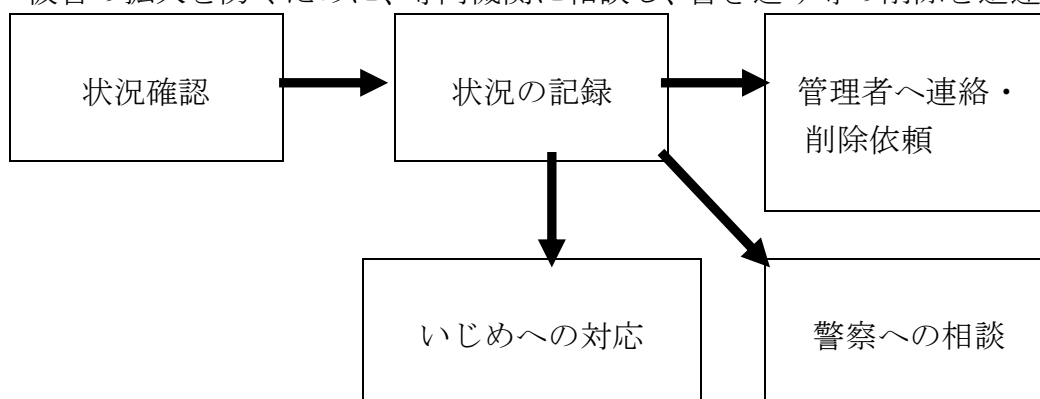 状況確認
状況の記録
管理者へ連絡・
削除依頼
いじめへの対応
警察への相談